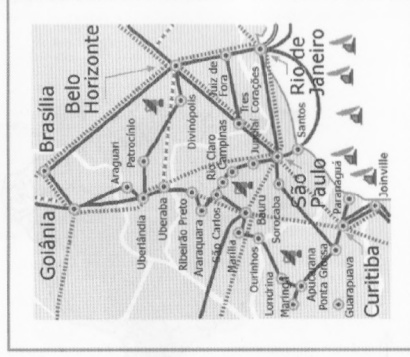 Brasília
Belo
Horizonte
Goiânia
Araguari
Patrocínio
Uberlândia
Uberaba
Divinópolis
Juiz de
Fora
Três
Corações
Rio de
Janeiro
Ribeirão Preto
Araraquara
São Carlos
Rio Claro
Campinas
Jundiaí
Santos
São
Paulo
Marília
Bauru
Sorocaba
Ourinhos
Londrina
Maringá
Apucarana
Ponta Grossa
Guarapuava
Paranaguá
Curitiba
Joinville